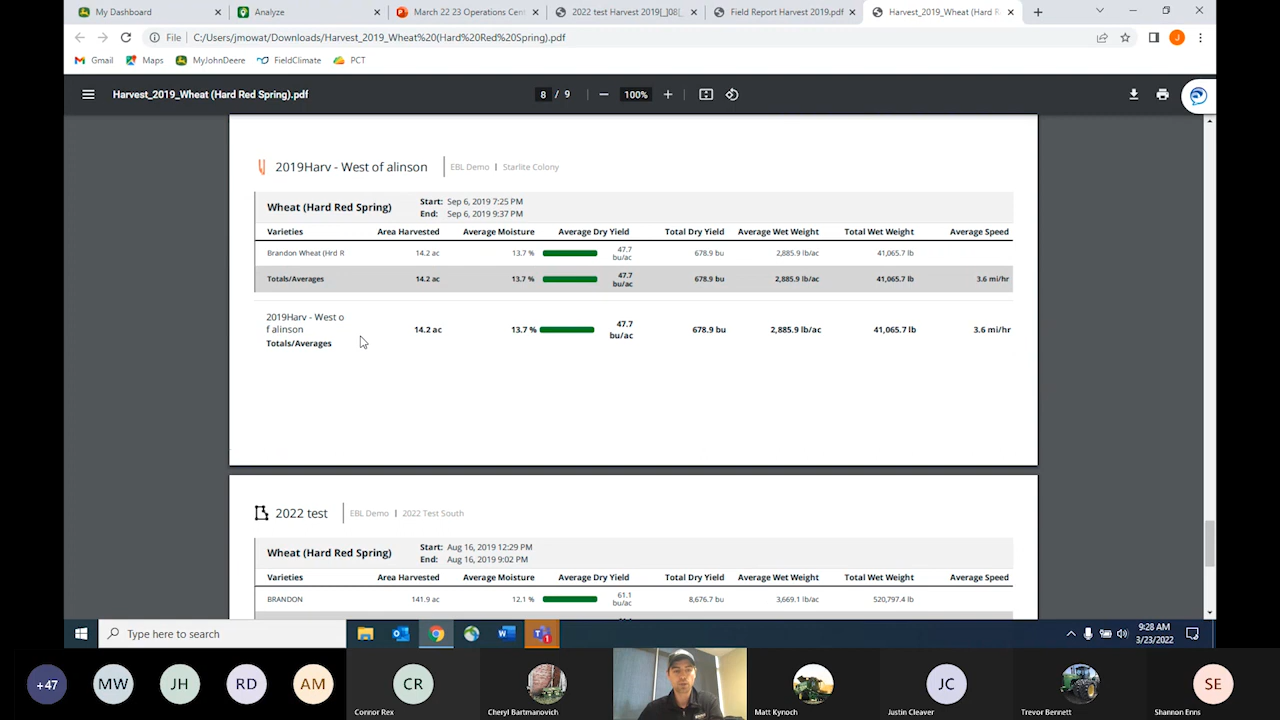 My Dashboard
Analyze
March 22 23 Operations Cent
2022 test Harvest 2019[_]08[_
Field Report Harvest 2019.pdf
Harvest_2019_Wheat (Hard R
File
C:/Users/jmowat/Downloads/Harvest_2019_Wheat%20(Hard%20Red%20Spring).pdf
J
Gmail
Maps
MyJohnDeere
FieldClimate
PCT
Harvest_2019_Wheat (Hard Red Spring).pdf
8 / 9
100%
2019Harv - West of alinson
EBL Demo | Starlite Colony
Wheat (Hard Red Spring)
Start: Sep 6, 2019 7:25 PM
End: Sep 6, 2019 9:37 PM
Varieties Area Harvested Average Moisture Average Dry Yield Total Dry Yield Average Wet Weight Total Wet Weight Average Speed
Brandon Wheat (Hrd R 14.2 ac 13.7 % 47.7 bu/ac 678.9 bu 2,885.9 lb/ac 41,065.7 lb
Totals/Averages 14.2 ac 13.7 % 47.7 bu/ac 678.9 bu 2,885.9 lb/ac 41,065.7 lb 3.6 mi/hr
2019Harv - West o
f alinson
Totals/Averages
14.2 ac 13.7 % 47.7 bu/ac 678.9 bu 2,885.9 lb/ac 41,065.7 lb 3.6 mi/hr
2022 test
EBL Demo | 2022 Test South
Wheat (Hard Red Spring)
Start: Aug 16, 2019 12:29 PM
End: Aug 16, 2019 9:02 PM
Varieties Area Harvested Average Moisture Average Dry Yield Total Dry Yield Average Wet Weight Total Wet Weight Average Speed
BRANDON 141.9 ac 12.1 % 61.1 bu/ac 8,676.7 bu 3,669.1 lb/ac 520,797.4 lb
Type here to search
9:28 AM
3/23/2022
+47
MW
JH
RD
AM
CR
JC
SE
Connor Rex
Cheryl Bartmanovich
Matt Kynoch
Justin Cleaver
Trevor Bennett
Shannon Enns